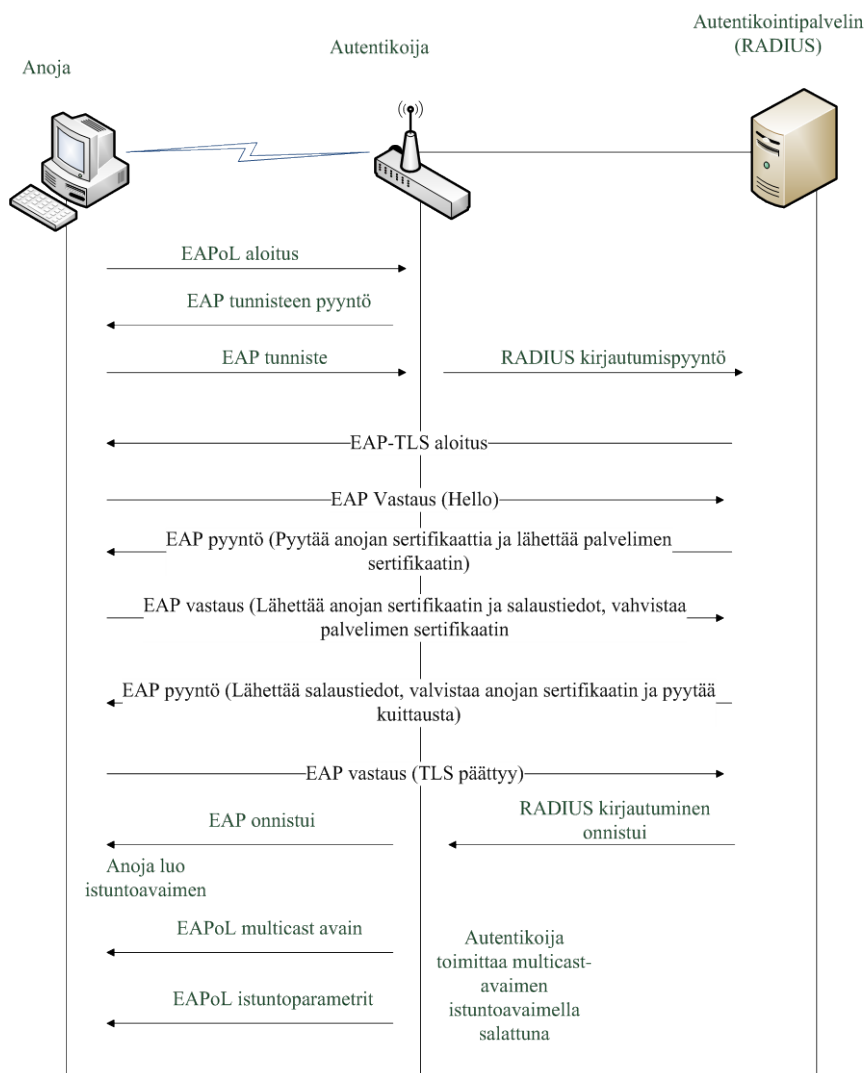 Autentikointipalvelin
(RADIUS)
Autentikoija
Anoja
EAPoL aloitus
EAP tunnisteen pyyntö
EAP tunniste
RADIUS kirjautumispyyntö
EAP-TLS aloitus
EAP Vastaus (Hello)
EAP pyyntö (Pyytää anojan sertifikaattia ja lähettää palvelimen
sertifikaatin)
EAP vastaus (Lähettää anojan sertifikaatin ja salaustiedot, vahvistaa
palvelimen sertifikaatin
EAP pyyntö (Lähettää salaustiedot, valvistaa anojan sertifikaatin ja pyytää
kuittausta)
EAP vastaus (TLS päättyy)
EAP onnistui
RADIUS kirjautuminen
onnistui
Anoja luo
istuntoavaimen
EAPoL multicast avain
Autentikoija
toimittaa multicast-
avaimen
istuntoavaimella
salattuna
EAPoL istuntoparametrit